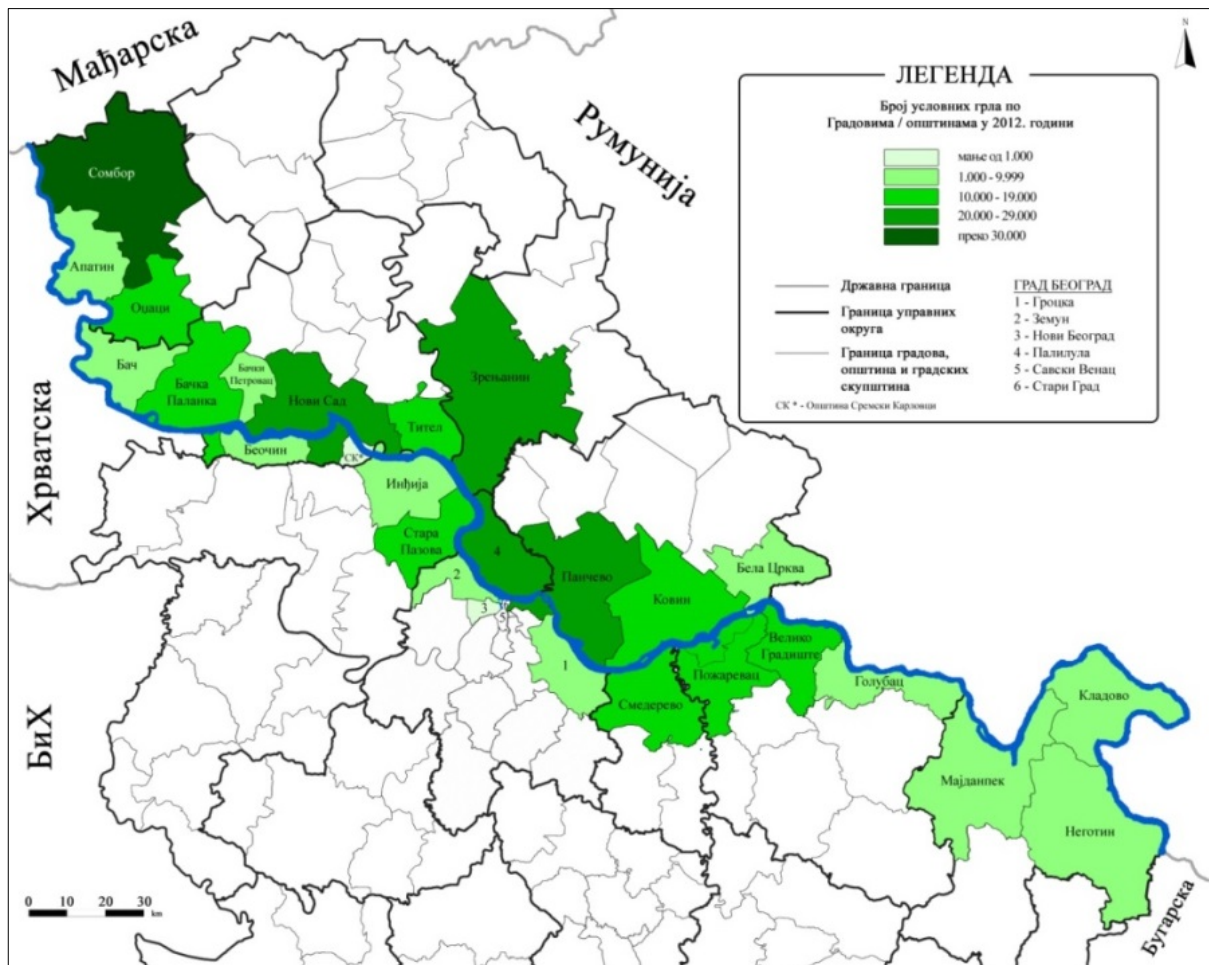 Мађарска
Румунија
Хрватска
БиХ
Бугарска
N
ЛЕГЕНДА
Број условних грла по
Градовима / општинама у 2012. години
мање од 1.000
1.000 - 9.999
10.000 - 19.000
20.000 - 29.000
преко 30.000
Државна граница
Граница управних
округа
Граница градова,
општина и градских
скупштина
СК * - Општина Сремски Карловци
ГРАД БЕОГРАД
1 - Гроцка
2 - Земун
3 - Нови Београд
4 - Палилула
5 - Савски Венац
6 - Стари Град
Сомбор
Апатин
Оџаци
Бач
Бачка
Паланка
Бачки
Петровац
Нови Сад
Беочин
СК*
Тител
Зрењанин
Инђија
Стара
Пазова
4
2
3
6
5
1
Панчево
Ковин
Бела Црква
Смедерево
Пожаревац
Велико
Градиште
Голубац
Мајданпек
Кладово
Неготин
0 10 20 30
km